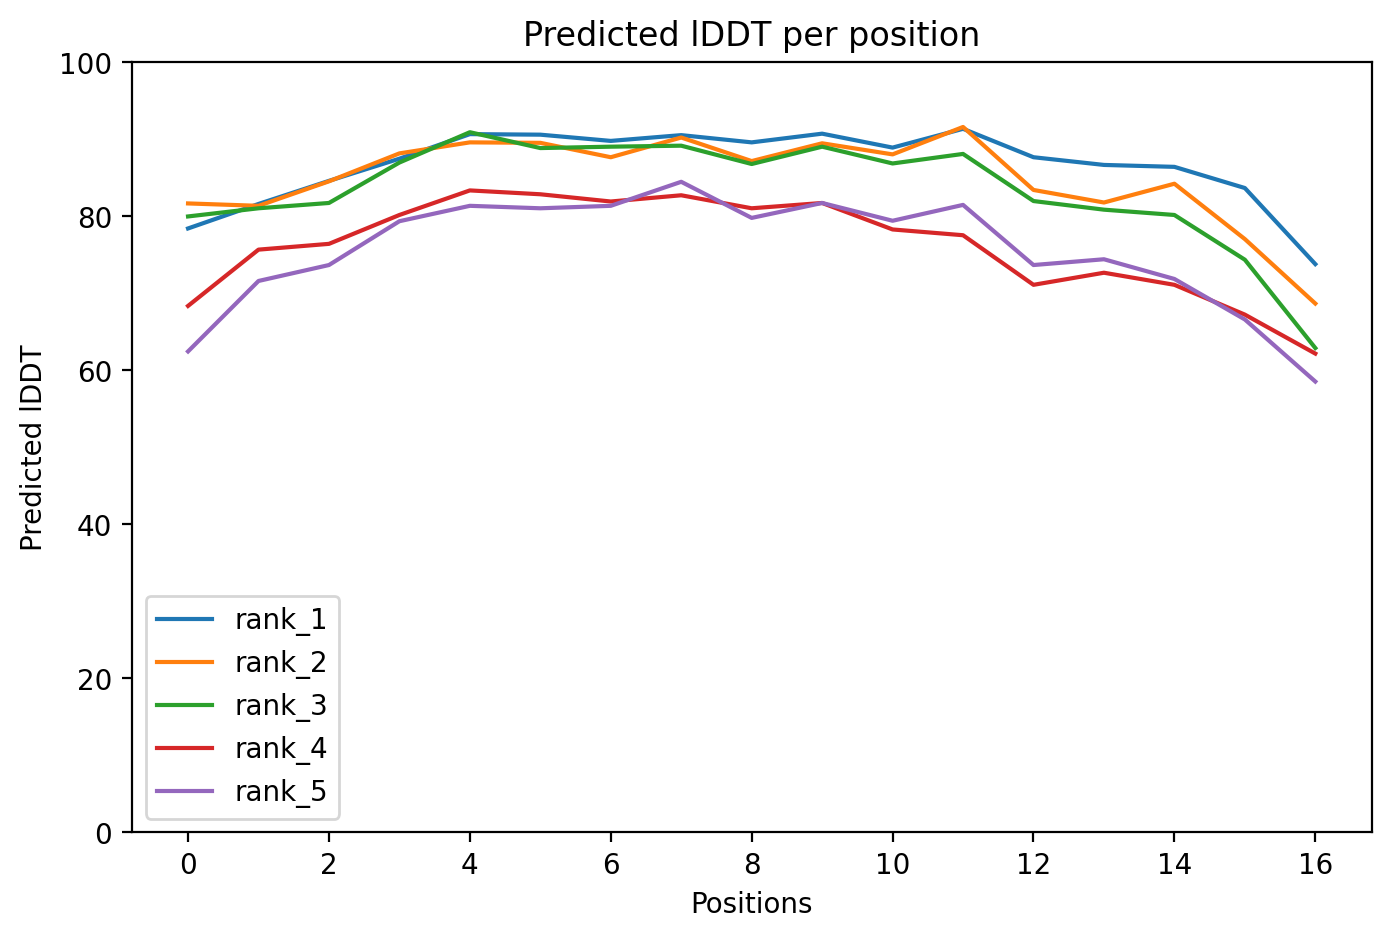 Predicted lDDT per position
100
80
60
40
20
0
Predicted lDDT
rank_1
rank_2
rank_3
rank_4
rank_5
0 2 4 6 8 10 12 14 16
Positions